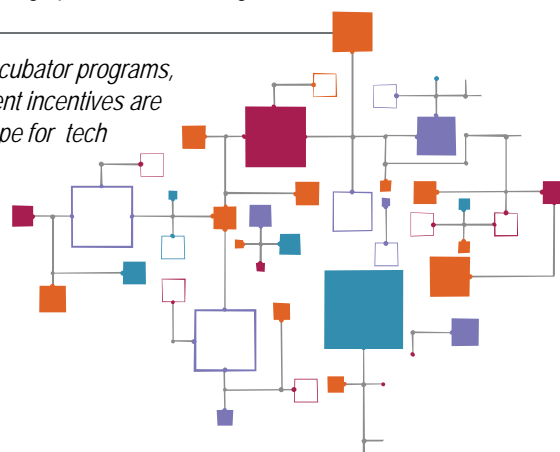 cubator programs,
ent incentives are
pe for tech